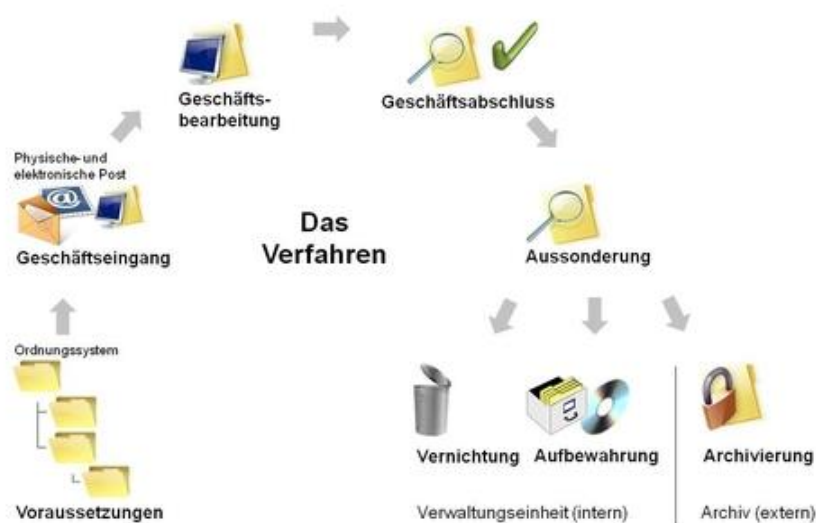 Geschäfts-
bearbeitung
Geschäftsabschluss
Physische- und
elektronische Post
@
Geschäftseingang
Das
Verfahren
Aussonderung
Ordnungssystem
Voraussetzungen
Vernichtung
Aufbewahrung
Archivierung
Verwaltungseinheit (intern)
Archiv (extern)